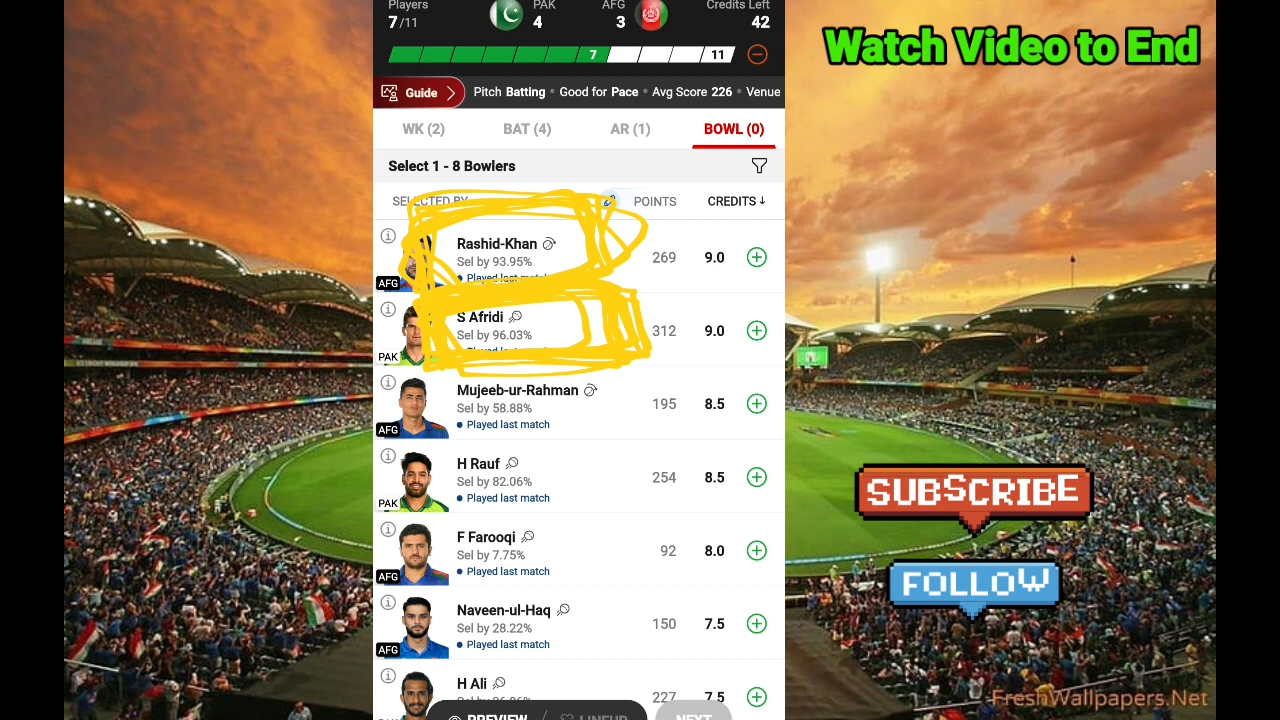 Players
PAK
AFG
Credits Left
7/11
4
3
42
7
11
Guide
Pitch Batting • Good for Pace • Avg Score 226 • Venue
WK (2)
BAT (4)
AR (1)
BOWL (0)
Select 1 - 8 Bowlers
SELECTED BY
POINTS
CREDITS↓
Rashid-Khan
Sel by 93.95%
Played last match
AFG
269
9.0
S Afridi
Sel by 96.03%
PAK
312
9.0
Mujeeb-ur-Rahman
Sel by 58.88%
Played last match
AFG
195
8.5
H Rauf
Sel by 82.06%
Played last match
PAK
254
8.5
F Farooqi
Sel by 7.75%
Played last match
AFG
92
8.0
Naveen-ul-Haq
Sel by 28.22%
Played last match
AFG
150
7.5
H Ali
227
7.5
PREVIEW / LINEUP
NEXT
Watch Video to End
SUBSCRIBE
FOLLOW
FreshWallpapers.Net